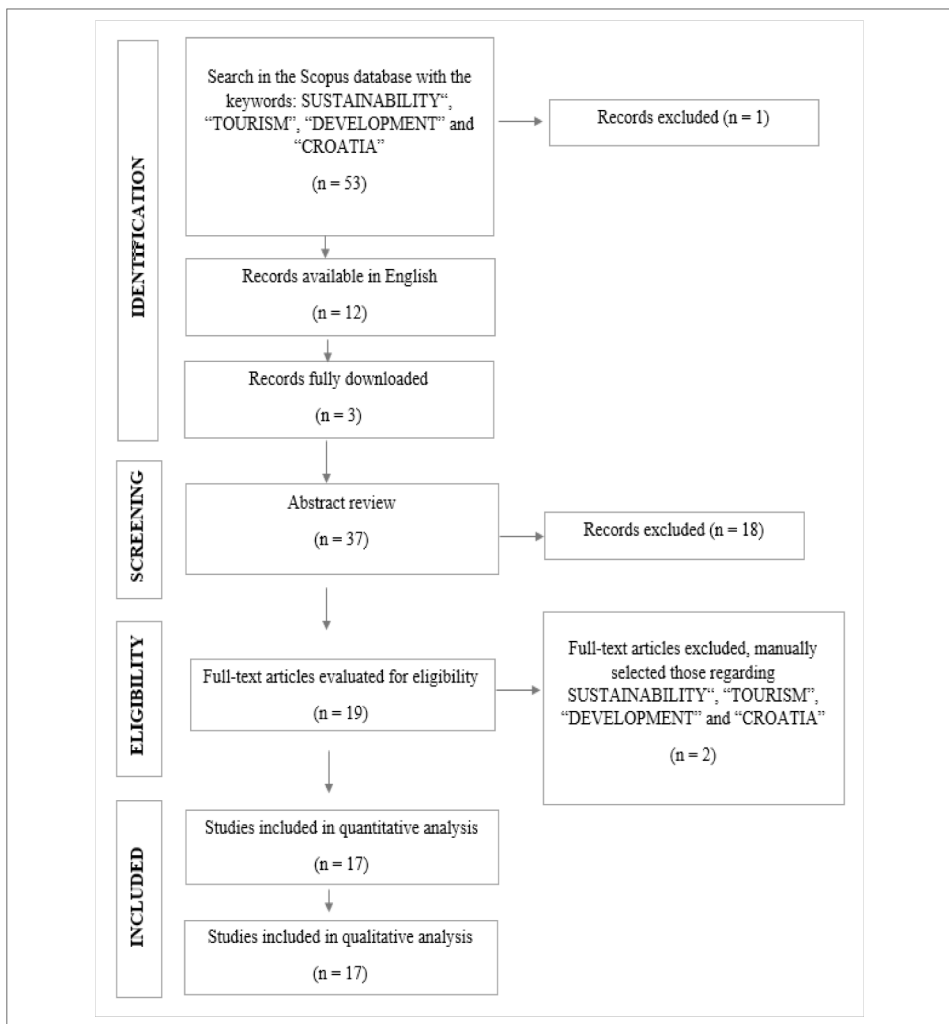 IDENTIFICATION
Search in the Scopus database with the
keywords: SUSTAINABILITY“,
“TOURISM”, “DEVELOPMENT” and
“CROATIA”
(n = 53)
Records excluded (n = 1)
Records available in English
(n = 12)
Records fully downloaded
(n = 3)
SCREENING
Abstract review
(n = 37)
Records excluded (n = 18)
ELIGIBILITY
Full-text articles evaluated for eligibility
(n = 19)
Full-text articles excluded, manually
selected those regarding
SUSTAINABILITY“, “TOURISM”,
“DEVELOPMENT” and “CROATIA”
(n = 2)
INCLUDED
Studies included in quantitative analysis
(n = 17)
Studies included in qualitative analysis
(n = 17)